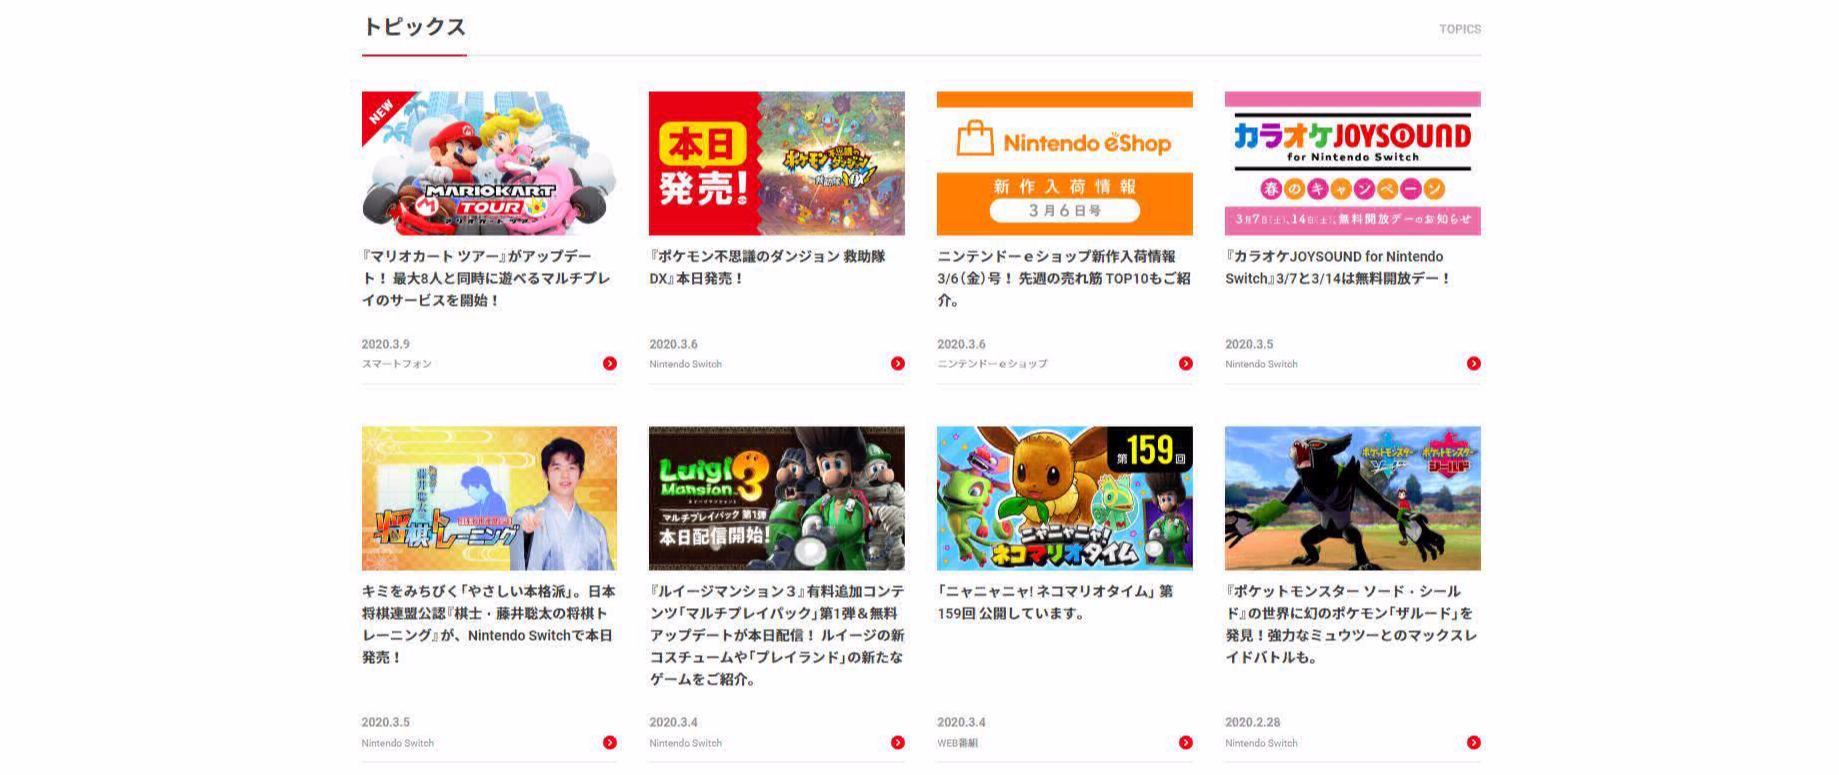 トピックス
TOPICS
NEW
MARIOKART
TOUR
マリオカート ツアー
『マリオカート ツアー』がアップデー
ト！ 最大8人と同時に遊べるマルチプレ
イのサービスを開始！
2020.3.9
スマートフォン
本日
発売!
ポケモン不思議のダンジョン
救助隊DX
『ポケモン不思議のダンジョン 救助隊
DX』本日発売！
2020.3.6
Nintendo Switch
Nintendo eShop
新作入荷情報
3月6日号
ニンテンドーｅショップ新作入荷情報
3/6（金）号！ 先週の売れ筋 TOP10もご紹
介。
2020.3.6
ニンテンドーｅショップ
カラオケJOYSOUND
for Nintendo Switch
春のキャンペーン
3月7日(土)、14日(土)、無料開放デーのお知らせ
『カラオケJOYSOUND for Nintendo
Switch』3/7と3/14は無料開放デー！
2020.3.5
Nintendo Switch
将棋トレーニング
キミをみちびく「やさしい本格派」。日本
将棋連盟公認『棋士・藤井聡太の将棋ト
レーニング』が、Nintendo Switchで本日
発売！
2020.3.5
Nintendo Switch
Luigi
Mansion 3
マルチプレイパック 第1弾
本日配信開始!
『ルイージマンション３』有料追加コンテ
ンツ「マルチプレイパック」第1弾＆無料
アップデートが本日配信！ ルイージの新
コスチュームや「プレイランド」の新たな
ゲームをご紹介。
2020.3.4
Nintendo Switch
第159回
ニャニャニャ!
ネコマリオタイム
「ニャニャニャ! ネコマリオタイム」 第
159回 公開しています。
2020.3.4
WEB番組
ポケットモンスター
ソード
ポケットモンスター
シールド
『ポケットモンスター ソード・シール
ド』の世界に幻のポケモン「ザルード」を
発見！強力なミュウツーとのマックスレ
イドバトルも。
2020.2.28
Nintendo Switch